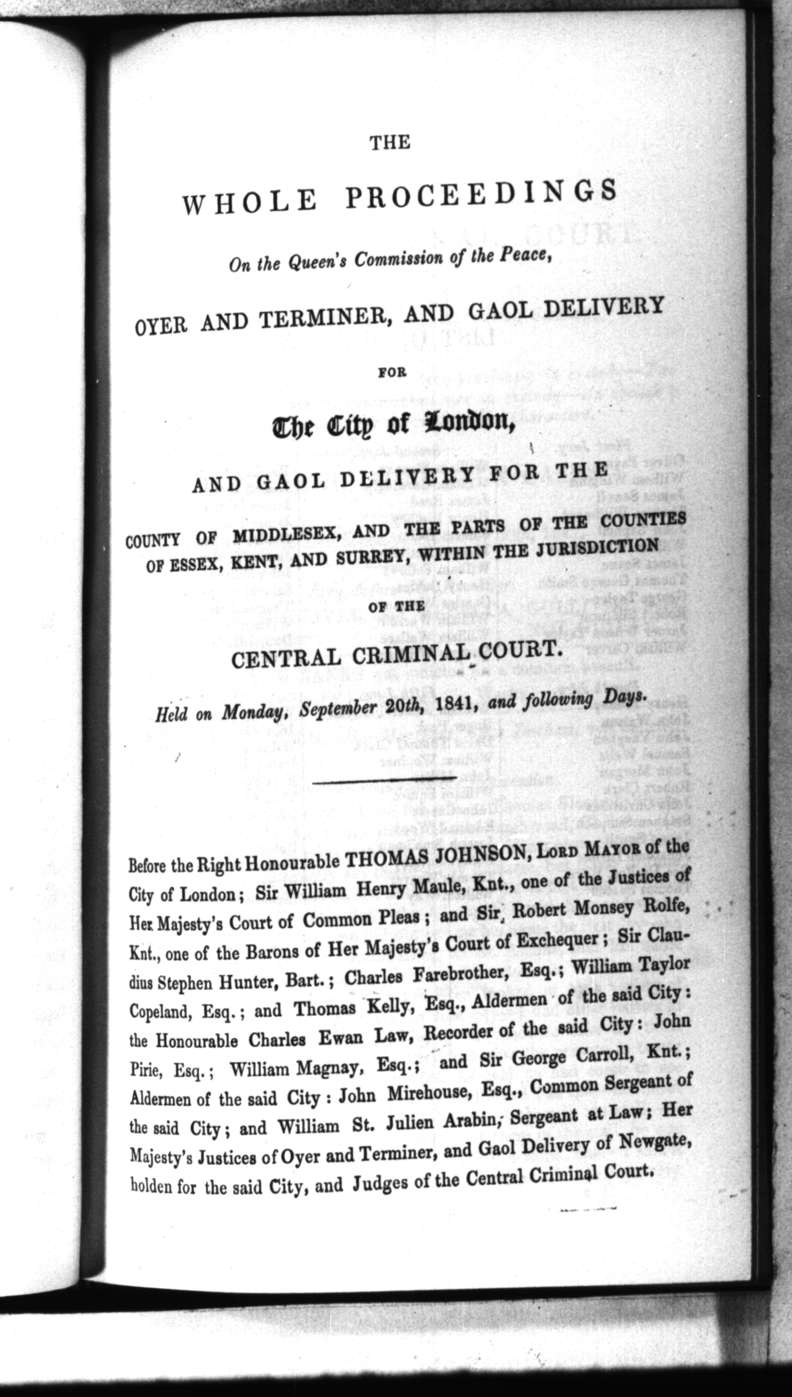 THE
WHOLE PROCEEDINGS
On the Queen's Commission of the Peace,
OYER AND TERMINER, AND GAOL DELIVERY
FOR
The City of London,
AND GAOL DELIVERY FOR THE
COUNTY OF MIDDLESEX, AND THE PARTS OF THE COUNTIES
OF ESSEX, KENT, AND SURREY, WITHIN THE JURISDICTION
OF THE
CENTRAL CRIMINAL COURT.
Held on Monday, September 20th, 1841, and following Days.
Before the Right Honourable THOMAS JOHNSON, LORD MAYOR of the
City of London; Sir William Henry Maule, Knt., one of the Justices of
Her Majesty's Court of Common Pleas; and Sir Robert Monsey Rolfe,
Knt., one of the Barons of Her Majesty's Court of Exchequer; Sir Clau-
dius Stephen Hunter, Bart.; Charles Farebrother, Esq.; William Taylor
Copeland, Esq.; and Thomas Kelly, Esq., Aldermen of the said City:
the Honourable Charles Ewan Law, Recorder of the said City: John
Pirie, Esq.; William Magnay, Esq.; and Sir George Carroll, Knt.;
Aldermen of the said City: John Mirehouse, Esq., Common Sergeant of
the said City; and William St. Julien Arabin, Sergeant at Law; Her
Majesty's Justices of Oyer and Terminer, and Gaol Delivery of Newgate,
holden for the said City, and Judges of the Central Criminal Court.